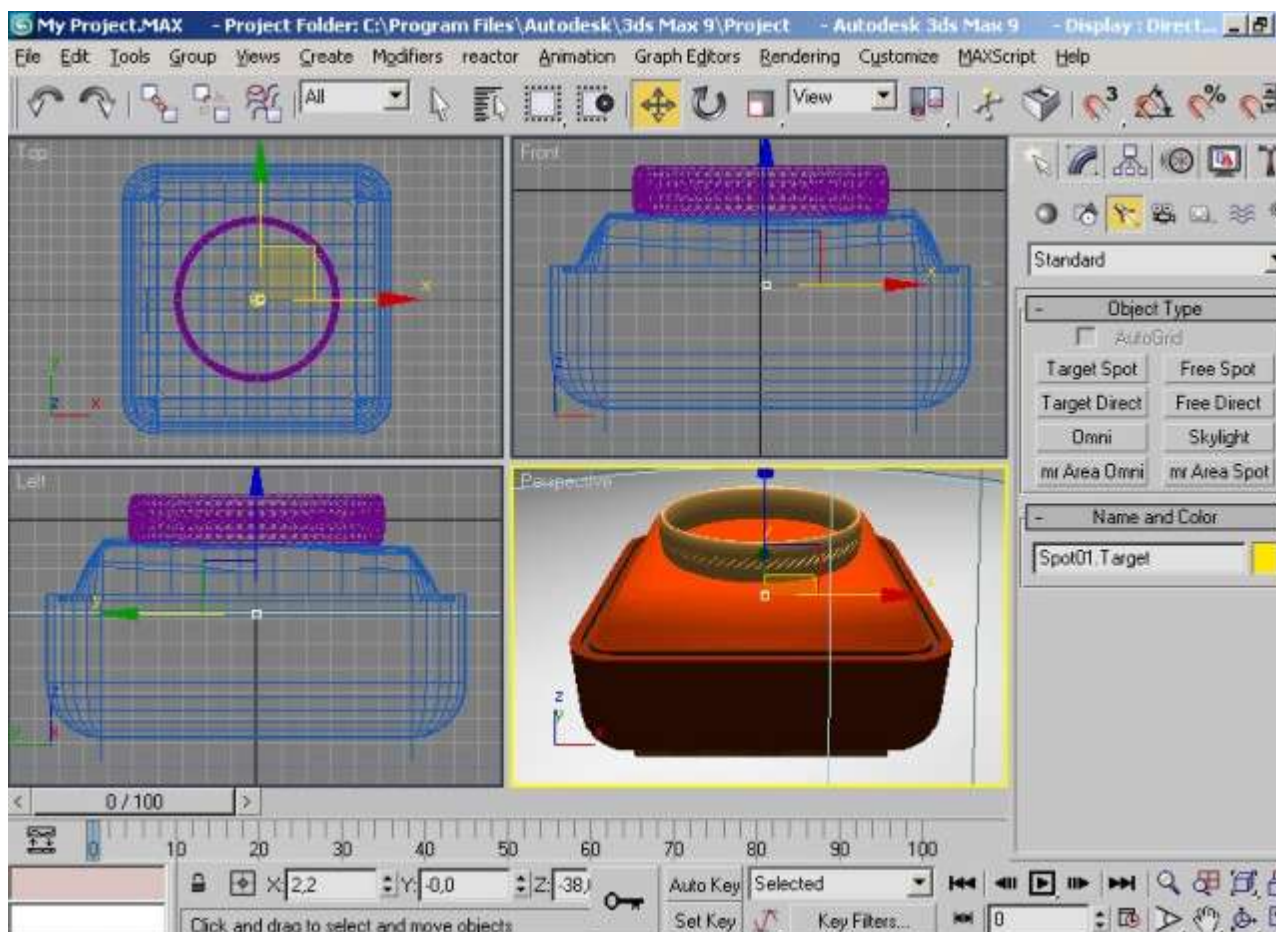 My Project.MAX - Project Folder: C:\Program Files\Autodesk\3ds Max 9\Project - Autodesk 3ds Max 9 - Display : Direct...
File Edit Tools Group Views Create Modifiers reactor Animation Graph Editors Rendering Customize MAXScript Help
All View 3 %
Top Front
Standard
- Object Type
AutoGrid
Target Spot Free Spot
Target Direct Free Direct
Omni Skylight
mr Area Omni mr Area Spot
Left Perspective
- Name and Color
Spot01.Target
< 0 / 100 >
0 10 20 30 40 50 60 70 80 90 100
X: 2,2 Y: -0,0 Z: -38, Auto Key Selected
Click and drag to select and move objects Set Key Key Filters... 0